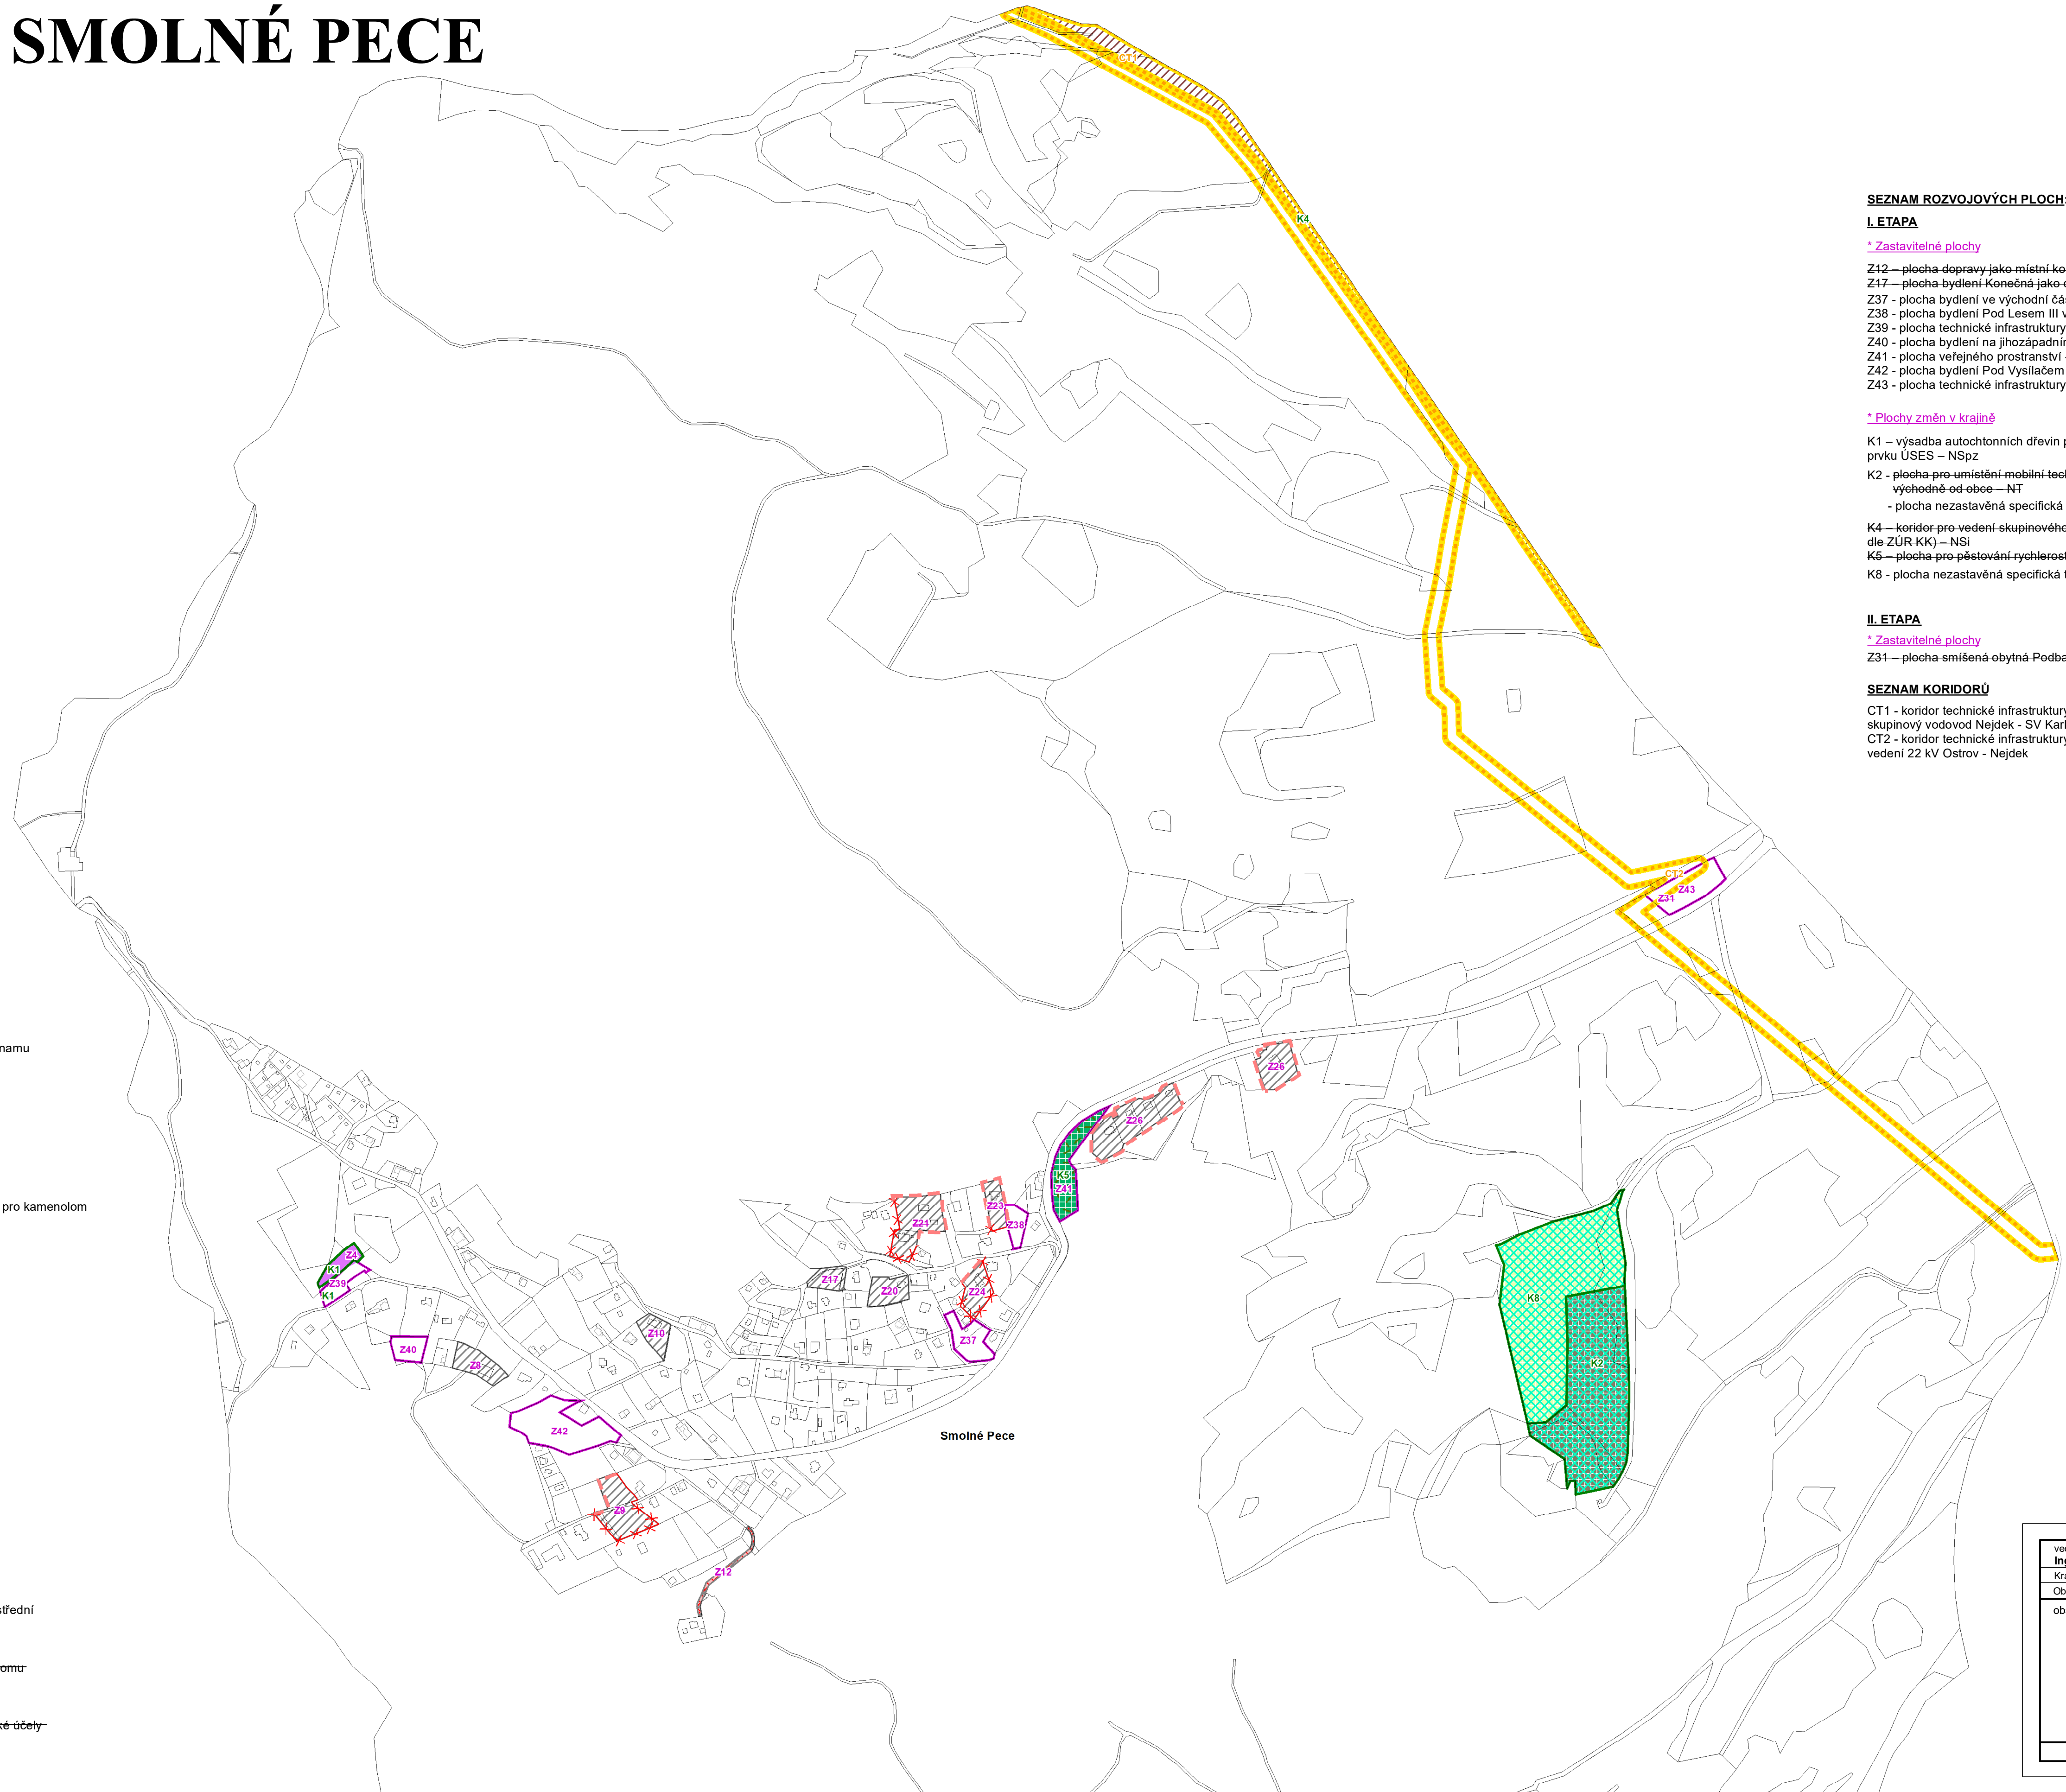 SMOLNÉ PECE
SEZNAM ROZVOJOVÝCH PLOCH:
I. ETAPA
* Zastavitelné plochy
Z12 – plocha dopravy jako místní
Z17 – plocha bydlení Konečná jako
Z37 - plocha bydlení ve východní
Z38 - plocha bydlení Pod Lesem III
Z39 - plocha technické infrastruktury
Z40 - plocha bydlení na
Z41 - plocha veřejného prostranství
Z42 - plocha bydlení Pod Vysílačem
Z43 - plocha technické infrastruktury
* Plochy změn v krajině
K1 – výsadba autochtonních dřevin
prvku ÚSES – NSpz
K2 - plocha pro umístění mobilní
východně od obce – NT
- plocha nezastavěná specifická
K4 – koridor pro vedení skupinového
dle ZÚR KK) – NSi
K5 – plocha pro pěstování
K8 - plocha nezastavěná specifická
II. ETAPA
* Zastavitelné plochy
Z31 – plocha smíšená obytná
SEZNAM KORIDORŮ
CT1 - koridor technické infrastruktury
skupinový vodovod Nejdek - SV
CT2 - koridor technické infrastruktury
vedení 22 kV Ostrov - Nejdek
CT1
K4
CT2
Z43
Z31
namu
Z26
Z26
K5
Z41
pro kamenolom
Z23
Z21
Z38
Z4
K1
Z39
K1
Z17
Z20
Z24
K8
Z10
Z37
Z40
Z8
K2
Z42
Smolné Pece
Z9
Z12
střední
omu
ké účely